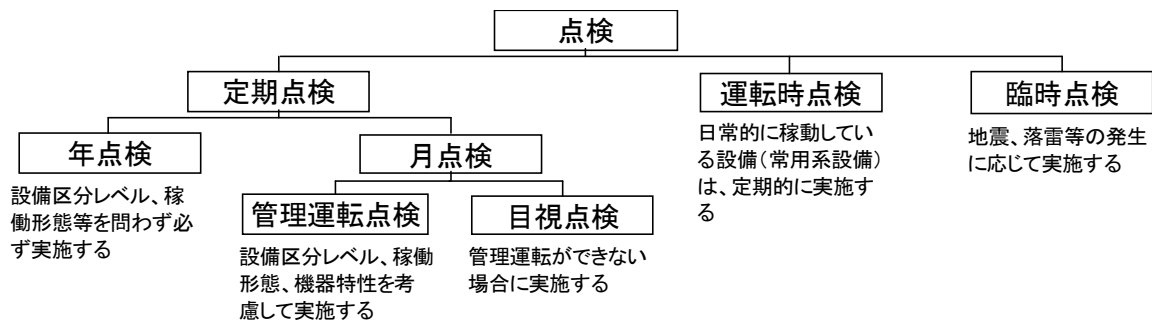 点検
定期点検
運転時点検
臨時点検
年点検
月点検
日常的に稼動してい
る設備(常用系設備)
は、定期的に実施す
る
地震、落雷等の発生
に応じて実施する
設備区分レベル、稼
働形態等を問わず必
ず実施する
管理運転点検
目視点検
設備区分レベル、稼働
形態、機器特性を考
慮して実施する
管理運転ができない
場合に実施する